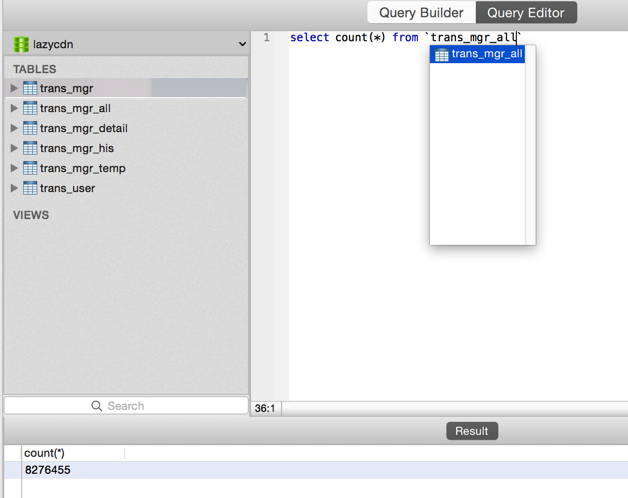 Query Builder
Query Editor
lazycdn
TABLES
trans_mgr
trans_mgr_all
trans_mgr_detail
trans_mgr_his
trans_mgr_temp
trans_user
VIEWS
Search
1 select count(*) from `trans_mgr_all`
trans_mgr_all
36:1
Result
count(*)
8276455